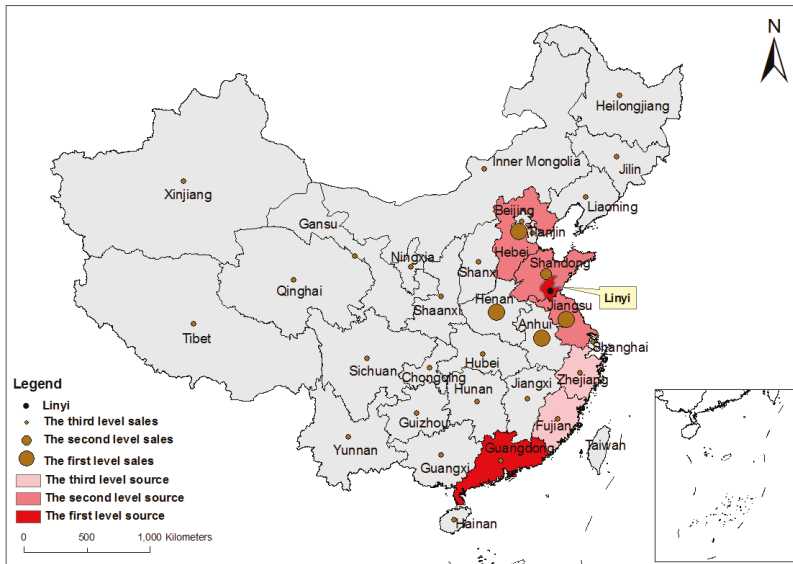 N
Heilongjiang
Jilin
Inner Mongolia
Liaoning
Xinjiang
Beijing
Gansu
Tianjin
Hebei
Ningxia
Shanxi
Shandong
Qinghai
Linyi
Shaanxi
Henan
Jiangsu
Tibet
Anhui
Shanghai
Hubei
Sichuan
Chongqing
Zhejiang
Hunan
Jiangxi
Guizhou
Fujian
Yunnan
Guangxi
Guangdong
Taiwan
Hainan
Legend
Linyi
The third level sales
The second level sales
The first level sales
The third level source
The second level source
The first level source
0 500 1,000 Kilometers